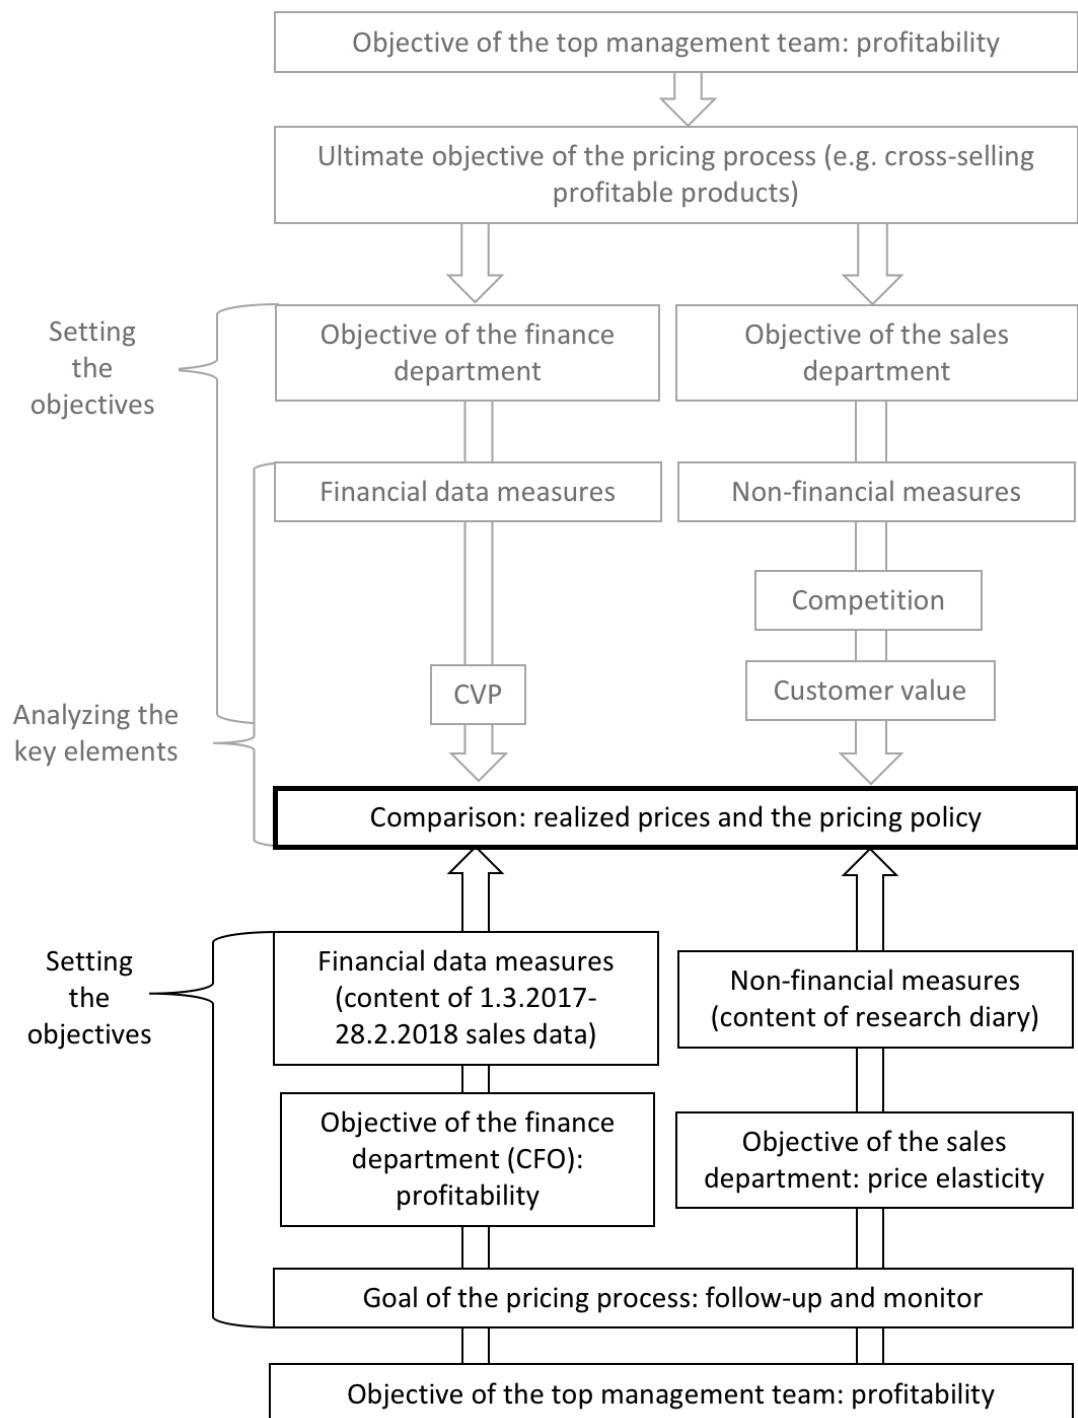 Objective of the top management team: profitability
Ultimate objective of the pricing process (e.g. cross-selling
profitable products)
Setting
the
objectives
Objective of the finance
department
Objective of the sales
department
Financial data measures
Non-financial measures
Competition
CVP
Customer value
Analyzing the
key elements
Comparison: realized prices and the pricing policy
Setting
the
objectives
Financial data measures
(content of 1.3.2017-
28.2.2018 sales data)
Non-financial measures
(content of research diary)
Objective of the finance
department (CFO):
profitability
Objective of the sales
department: price elasticity
Goal of the pricing process: follow-up and monitor
Objective of the top management team: profitability